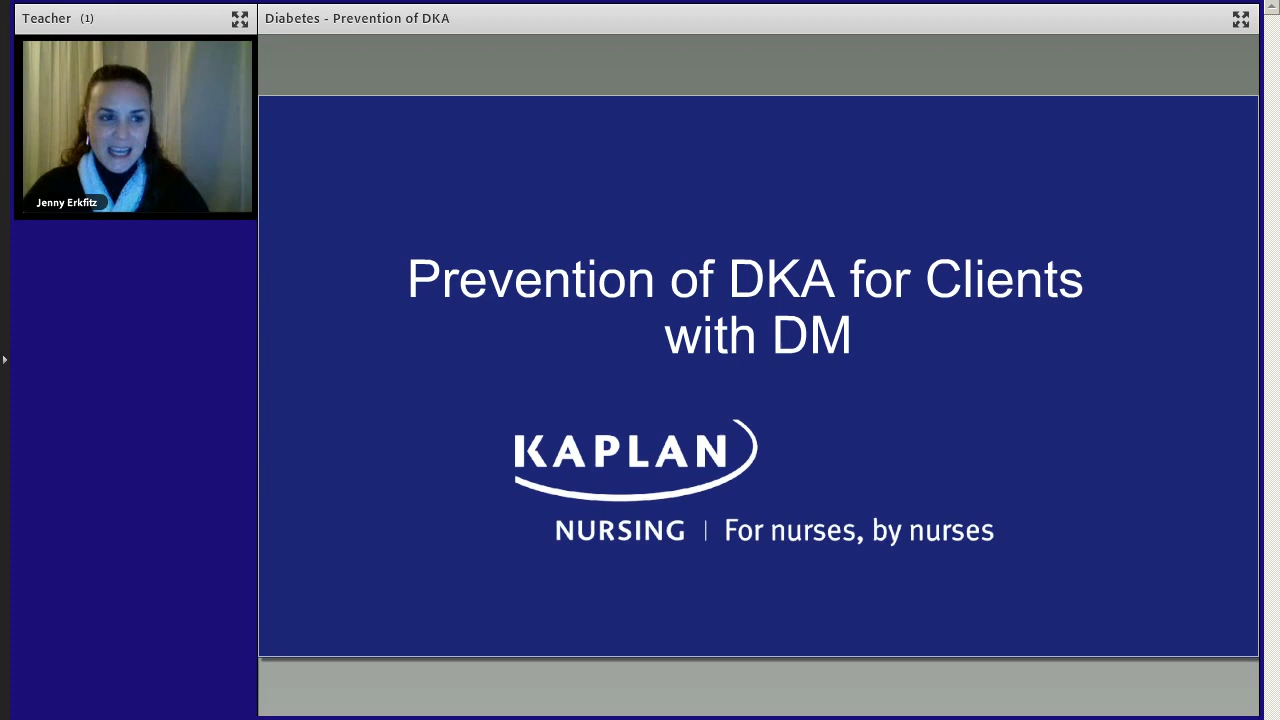 Teacher (1)
Diabetes - Prevention of DKA
Jenny Erkfitz
Prevention of DKA for Clients
with DM
KAPLAN
NURSING | For nurses, by nurses